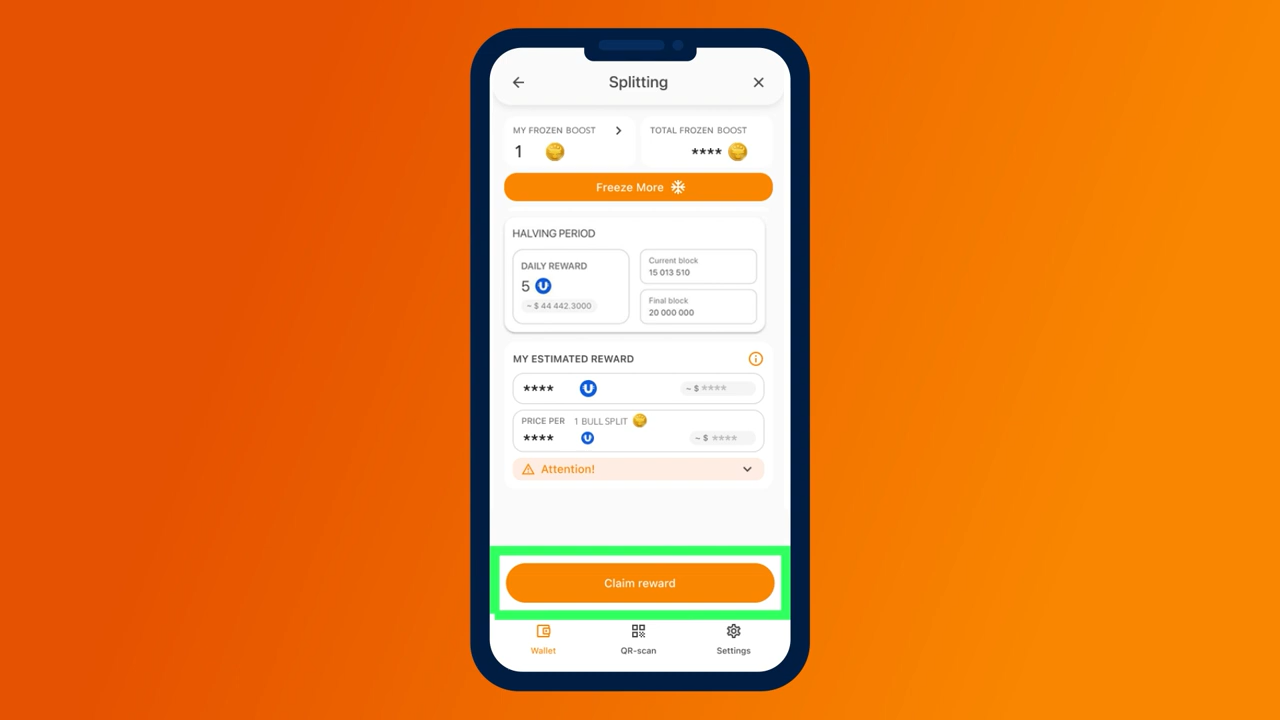 Splitting
MY FROZEN BOOST
1
TOTAL FROZEN BOOST
****
Freeze More
HALVING PERIOD
DAILY REWARD
5
~ $ 44 442.3000
Current block
15 013 510
Final block
20 000 000
MY ESTIMATED REWARD
**** ~ $ ****
PRICE PER 1 BULL SPLIT
**** ~ $ ****
Attention!
Claim reward
Wallet QR-scan Settings